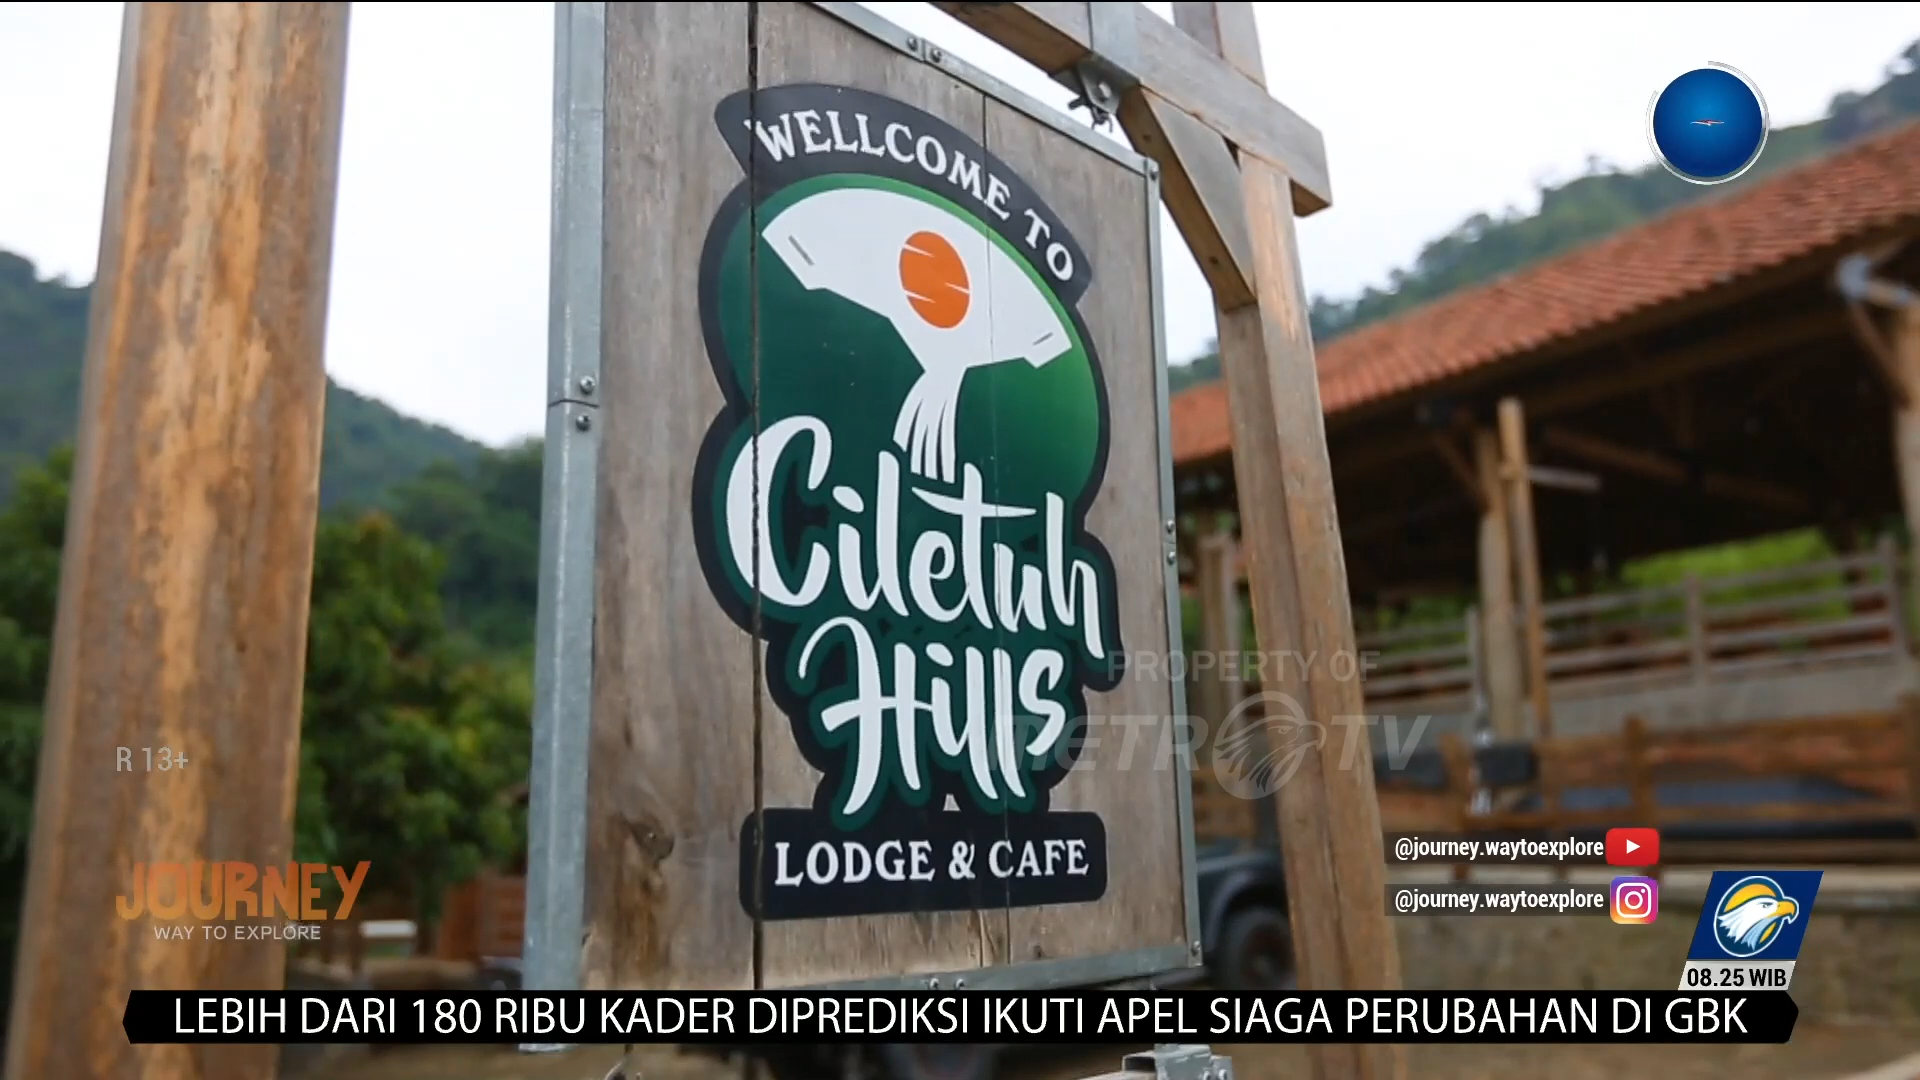 WELLCOME TO
Ciletuh
Hills
LODGE & CAFE
PROPERTY OF
METRO TV
R 13+
JOURNEY
WAY TO EXPLORE
@journey.waytoexplore
@journey.waytoexplore
08.25 WIB
LEBIH DARI 180 RIBU KADER DIPREDIKSI IKUTI APEL SIAGA PERUBAHAN DI GBK